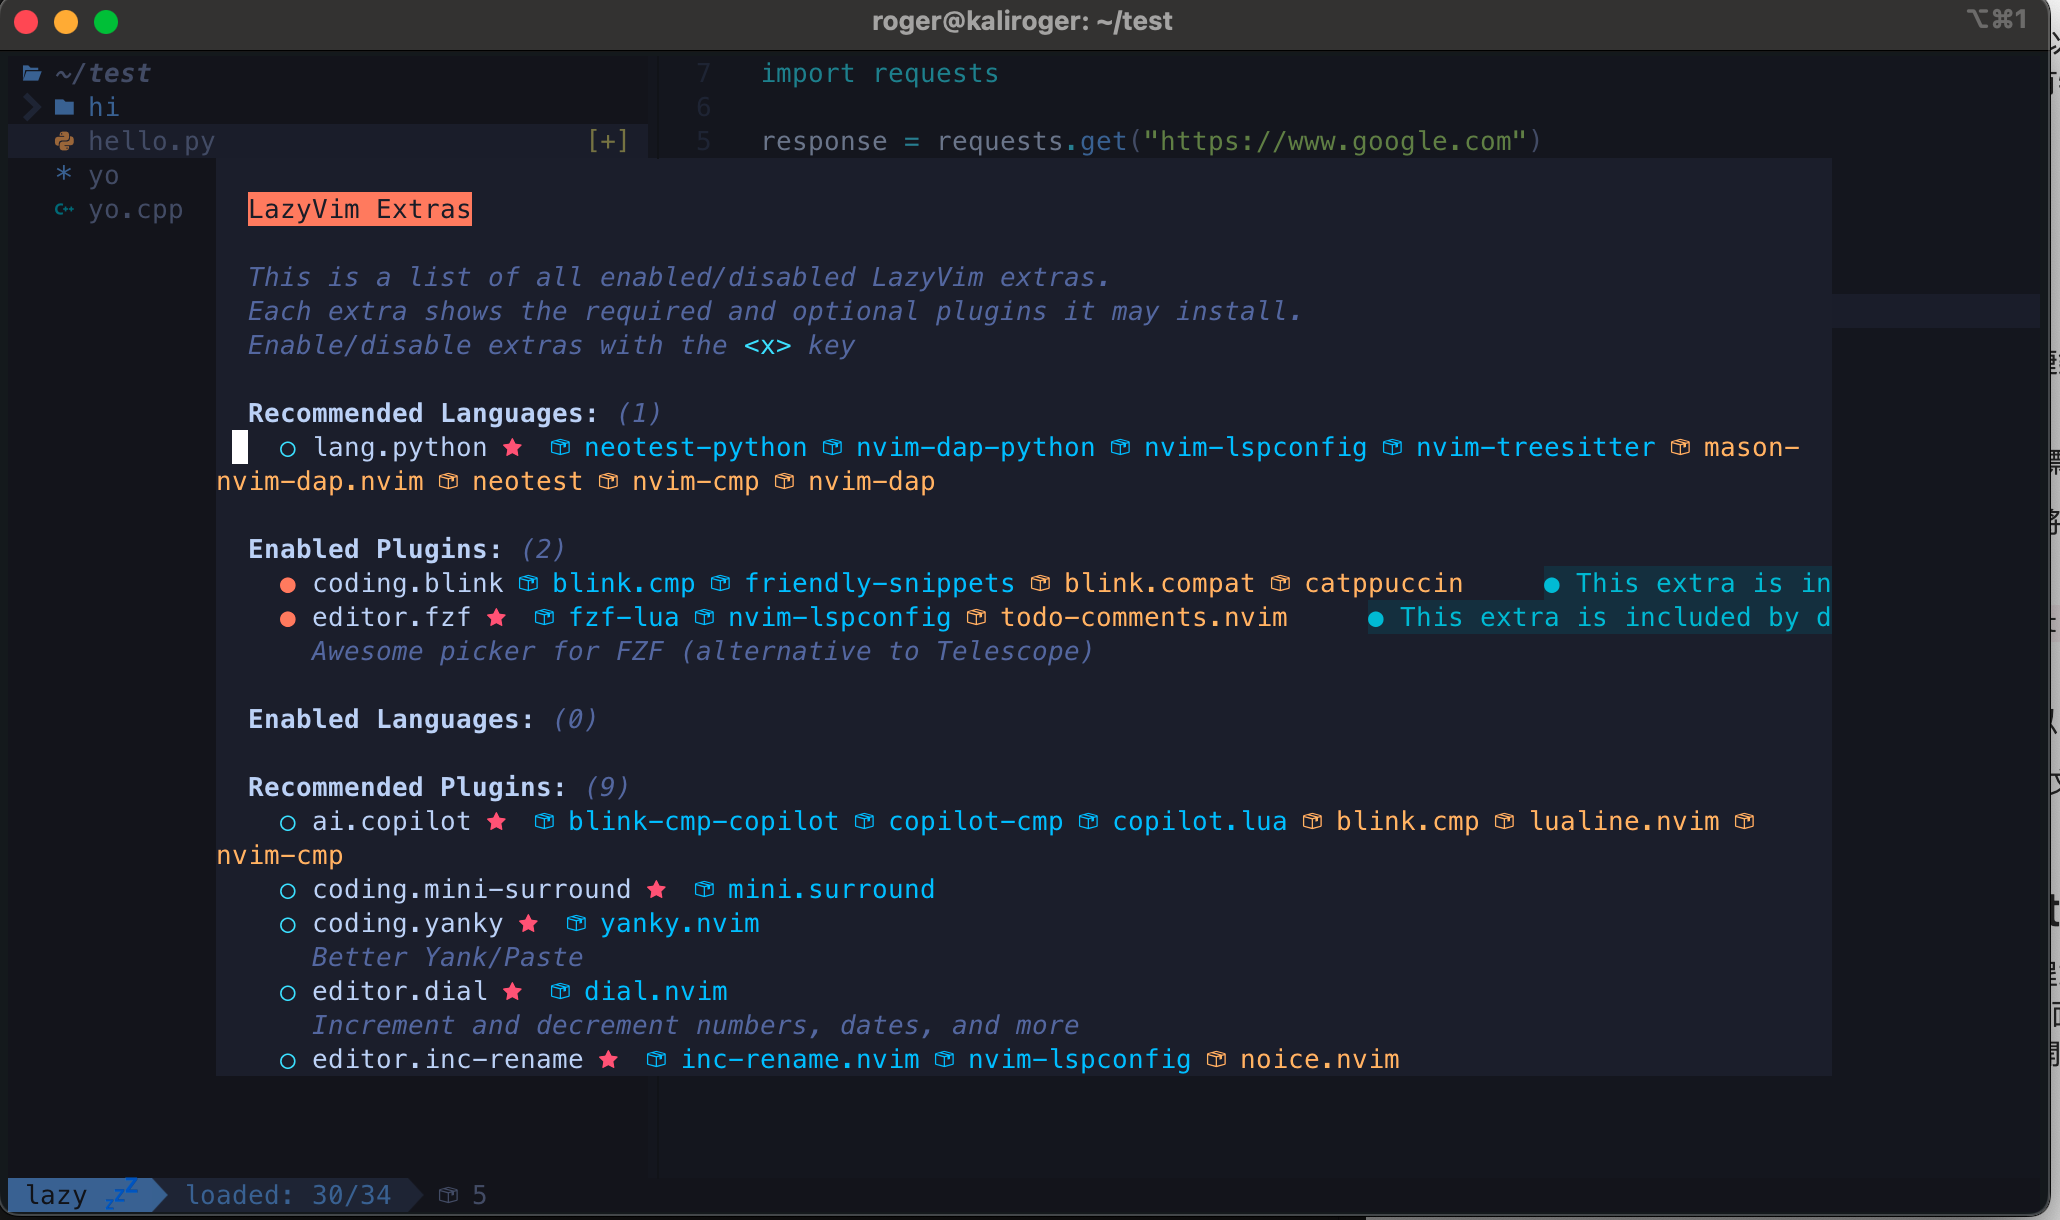 roger@kaliroger: ~/test
⌥⌘1
~/test
hi
hello.py [+]
yo
yo.cpp
7 import requests
6
5 response = requests.get("https://www.google.com")
LazyVim Extras
This is a list of all enabled/disabled LazyVim extras.
Each extra shows the required and optional plugins it may install.
Enable/disable extras with the <x> key
Recommended Languages: (1)
○ lang.python ★ neotest-python nvim-dap-python nvim-lspconfig nvim-treesitter mason-
nvim-dap.nvim neotest nvim-cmp nvim-dap
Enabled Plugins: (2)
● coding.blink blink.cmp friendly-snippets blink.compat catppuccin ● This extra is in
● editor.fzf ★ fzf-lua nvim-lspconfig todo-comments.nvim ● This extra is included by d
Awesome picker for FZF (alternative to Telescope)
Enabled Languages: (0)
Recommended Plugins: (9)
○ ai.copilot ★ blink-cmp-copilot copilot-cmp copilot.lua blink.cmp lualine.nvim
nvim-cmp
○ coding.mini-surround ★ mini.surround
○ coding.yanky ★ yanky.nvim
Better Yank/Paste
○ editor.dial ★ dial.nvim
Increment and decrement numbers, dates, and more
○ editor.inc-rename ★ inc-rename.nvim nvim-lspconfig noice.nvim
lazy zzZ loaded: 30/34 5